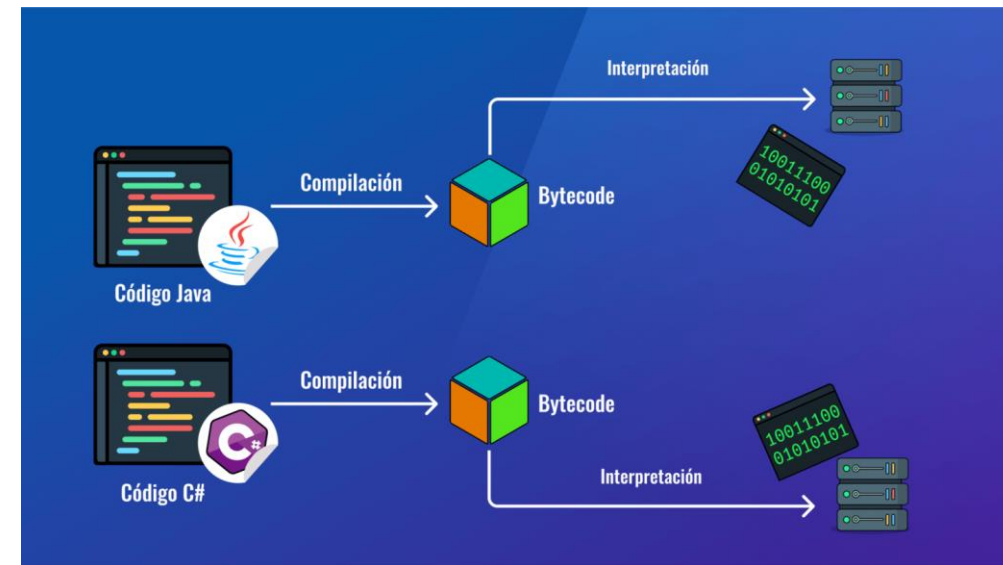 Interpretación
10011100
01010101
Compilación
Bytecode
Código Java
Compilación
Bytecode
C#
Código C#
10011100
01010101
Interpretación